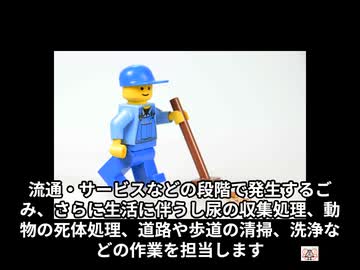 流通・サービスなどの段階で発生するご
み、さらに生活に伴うし尿の収集処理、動
物の死体処理、道路や歩道の清掃、洗浄な
どの作業を担当します